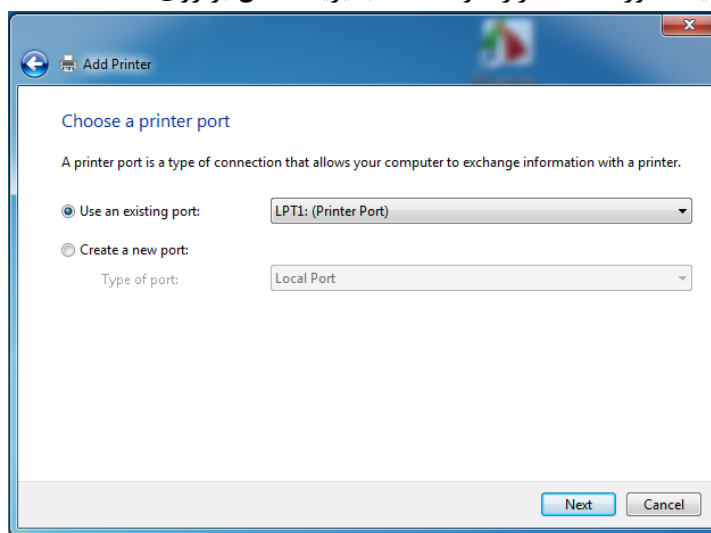 Add Printer
Choose a printer port
A printer port is a type of connection that allows your computer to exchange information with a printer.
Use an existing port: LPT1: (Printer Port)
Create a new port:
Type of port: Local Port
Next Cancel